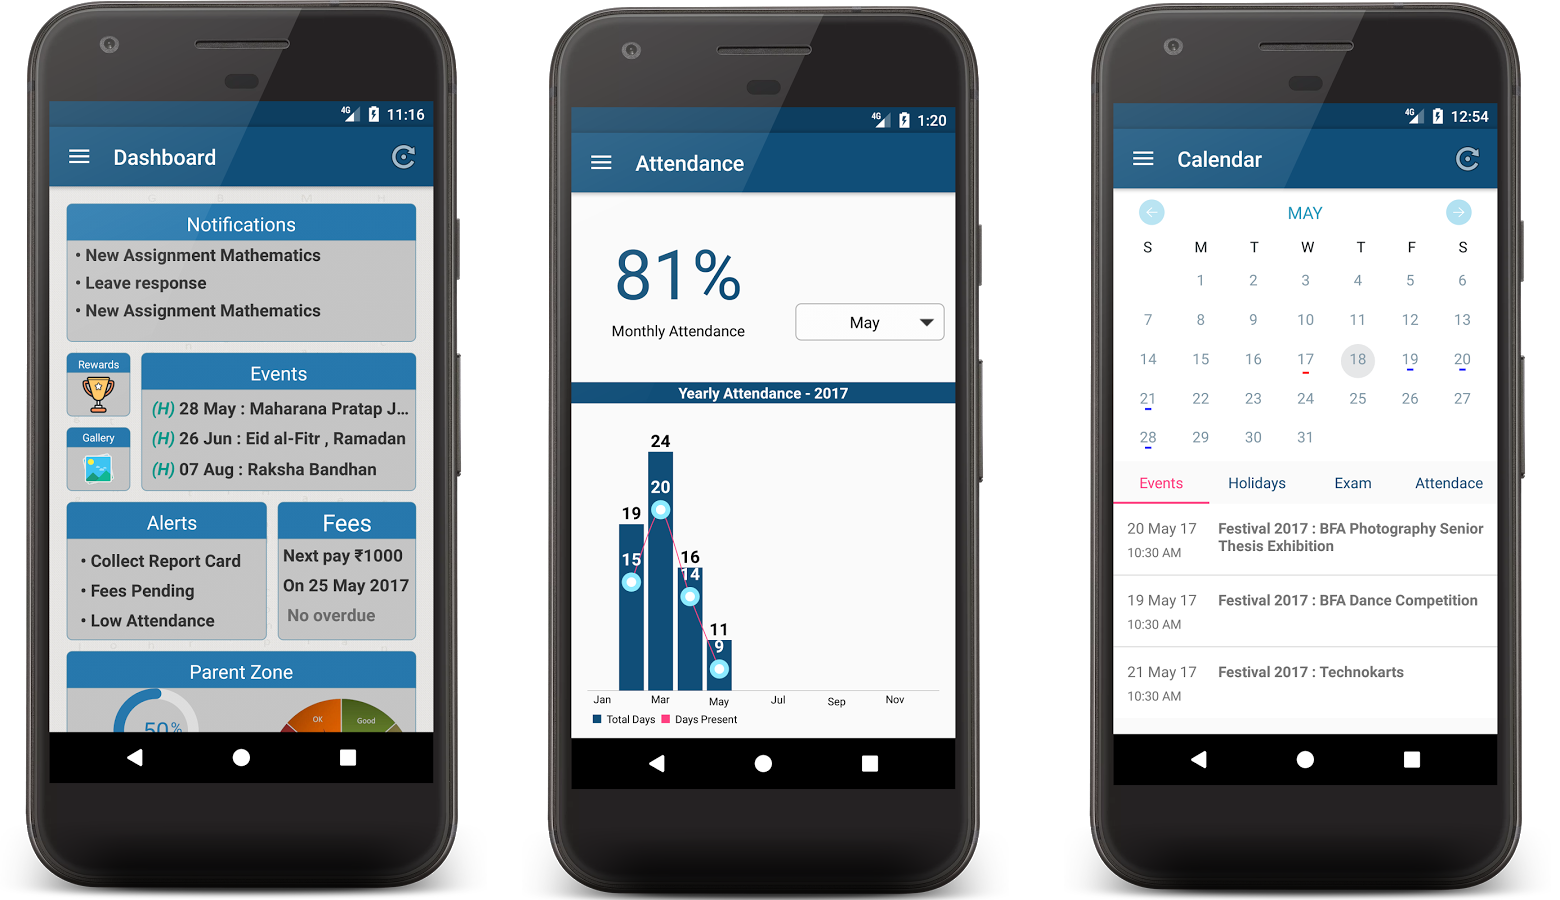 4G 11:16
Dashboard
Notifications
• New Assignment Mathematics
• Leave response
• New Assignment Mathematics
Rewards
Gallery
Events
(H) 28 May : Maharana Pratap J...
(H) 26 Jun : Eid al-Fitr , Ramadan
(H) 07 Aug : Raksha Bandhan
Alerts
• Collect Report Card
• Fees Pending
• Low Attendance
Fees
Next pay ₹1000
On 25 May 2017
No overdue
Parent Zone
50%
OK
Good
4G 1:20
Attendance
81%
Monthly Attendance
May
Yearly Attendance - 2017
24
20
19
15
16
14
11
9
Jan Mar May Jul Sep Nov
Total Days Days Present
4G 12:54
Calendar
MAY
S M T W T F S
1 2 3 4 5 6
7 8 9 10 11 12 13
14 15 16 17 18 19 20
21 22 23 24 25 26 27
28 29 30 31
Events Holidays Exam Attendace
20 May 17 Festival 2017 : BFA Photography Senior
Thesis Exhibition
10:30 AM
19 May 17 Festival 2017 : BFA Dance Competition
10:30 AM
21 May 17 Festival 2017 : Technokarts
10:30 AM